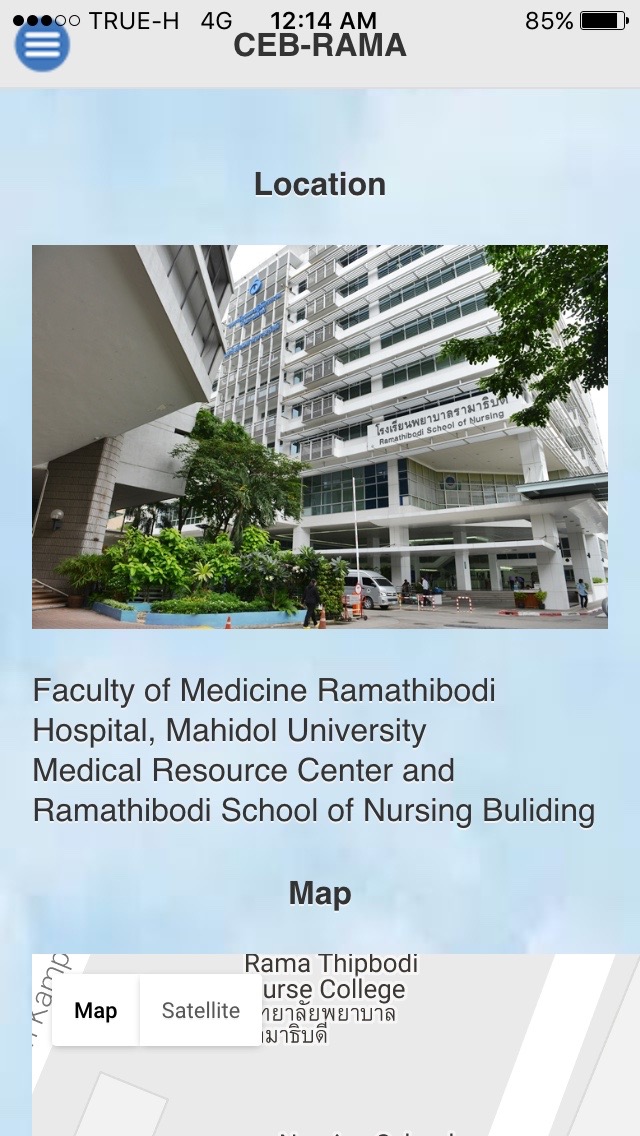 TRUE-H 4G 12:14 AM 85%
CEB-RAMA
Location
โรงเรียนพยาบาลรามาธิบดี
Ramathibodi School of Nursing
Faculty of Medicine Ramathibodi
Hospital, Mahidol University
Medical Resource Center and
Ramathibodi School of Nursing Buliding
Map
Rama Thipbodi
urse College
Map Satellite
ทยาลัยพยาบาล
ามาธิบดี